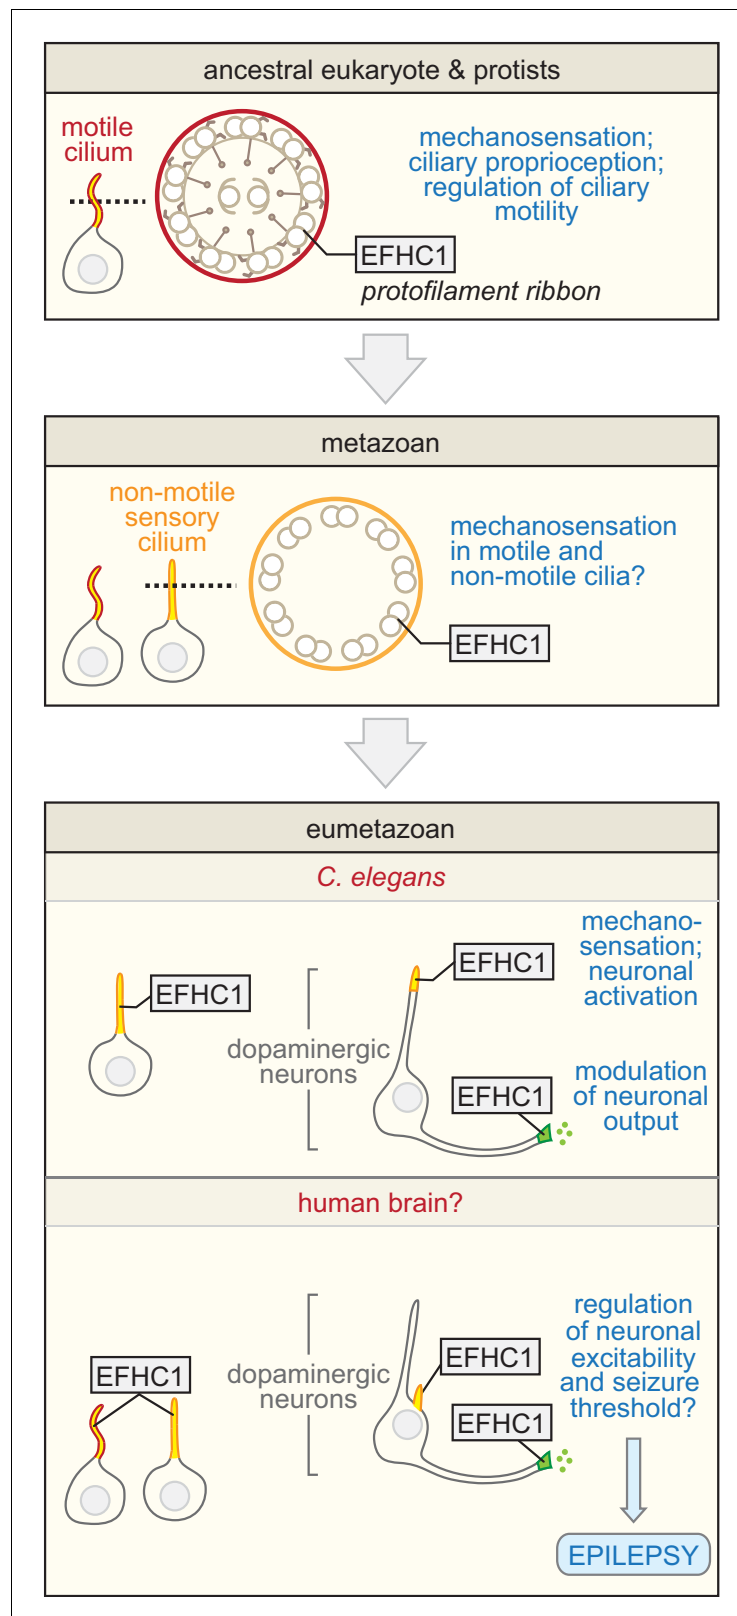 ancestral eukaryote & protists
motile
cilium
mechanosensation;
ciliary proprioception;
regulation of ciliary
motility
EFHC1
protofilament ribbon
metazoan
non-motile
sensory
cilium
mechanosensation
in motile and
non-motile cilia?
EFHC1
eumetazoan
C. elegans
EFHC1
dopaminergic
neurons
EFHC1
mechano-
sensation;
neuronal
activation
EFHC1
modulation
of neuronal
output
human brain?
EFHC1
dopaminergic
neurons
EFHC1
EFHC1
regulation
of neuronal
excitability
and seizure
threshold?
EPILEPSY